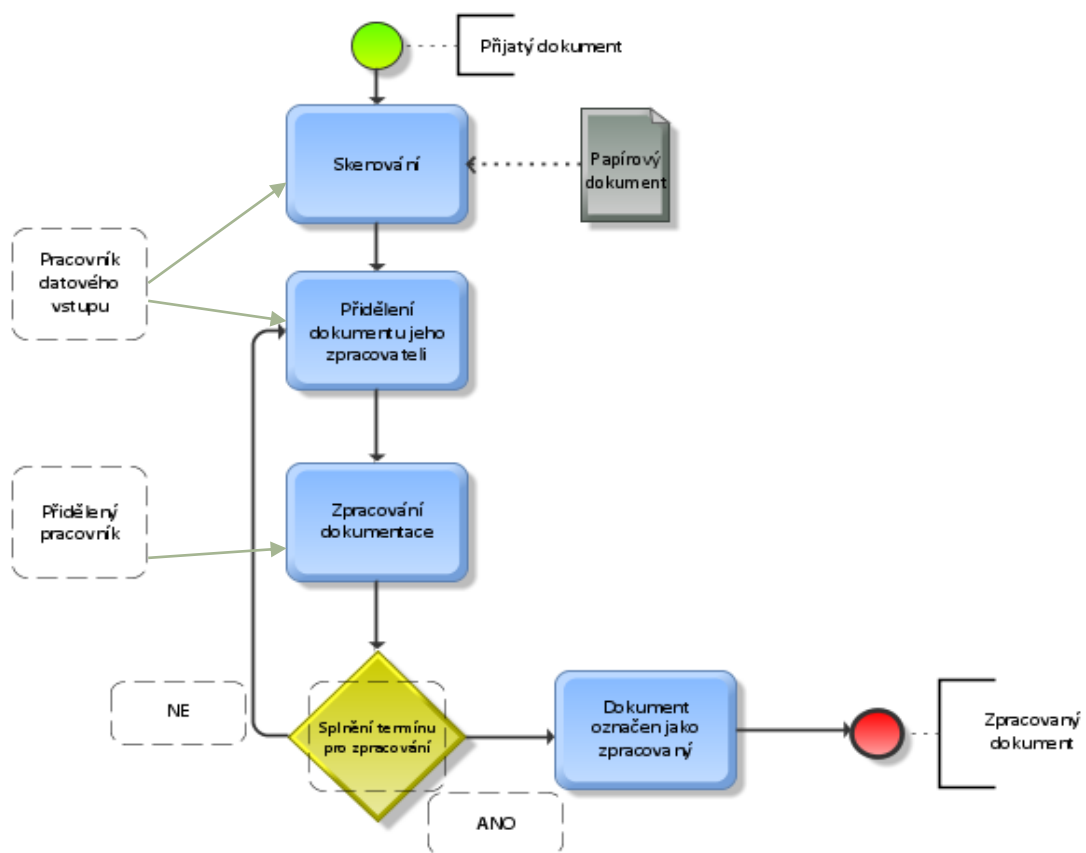 Přijatý dokument
Skenování
Papírový
dokument
Pracovník
datového
vstupu
Přidělení
dokumentu jeho
zpracovateli
Přidělený
pracovník
Zpracování
dokumentace
NE
Splnění termínu
pro zpracování
Dokument
označen jako
zpracovaný
Zpracovaný
dokument
ANO